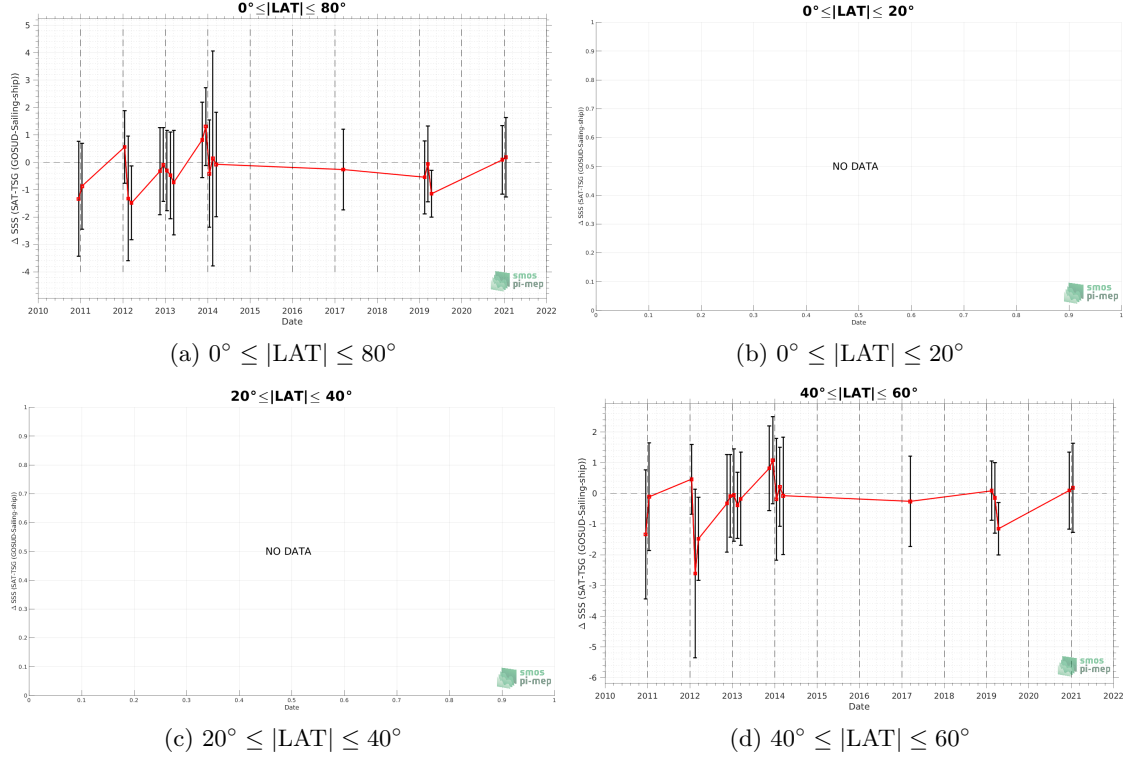 0°≤|LAT|≤ 80°
Δ SSS (SAT-TSG (GOSUD-Sailing-ship))
5
4
3
2
1
0
-1
-2
-3
-4
2010 2011 2012 2013 2014 2015 2016 2017 2018 2019 2020 2021 2022
Date
smos
pi-mep
(a) 0° ≤ |LAT| ≤ 80°
0°≤|LAT|≤ 20°
Δ SSS (SAT-TSG (GOSUD-Sailing-ship))
1
0.9
0.8
0.7
0.6
0.5
0.4
0.3
0.2
0.1
0
NO DATA
0 0.1 0.2 0.3 0.4 0.5 0.6 0.7 0.8 0.9 1
Date
smos
pi-mep
(b) 0° ≤ |LAT| ≤ 20°
20°≤|LAT|≤ 40°
Δ SSS (SAT-TSG (GOSUD-Sailing-ship))
1
0.9
0.8
0.7
0.6
0.5
0.4
0.3
0.2
0.1
0
NO DATA
0 0.1 0.2 0.3 0.4 0.5 0.6 0.7 0.8 0.9 1
Date
smos
pi-mep
(c) 20° ≤ |LAT| ≤ 40°
40°≤|LAT|≤ 60°
Δ SSS (SAT-TSG (GOSUD-Sailing-ship))
2
1
0
-1
-2
-3
-4
-5
-6
2010 2011 2012 2013 2014 2015 2016 2017 2018 2019 2020 2021 2022
Date
smos
pi-mep
(d) 40° ≤ |LAT| ≤ 60°